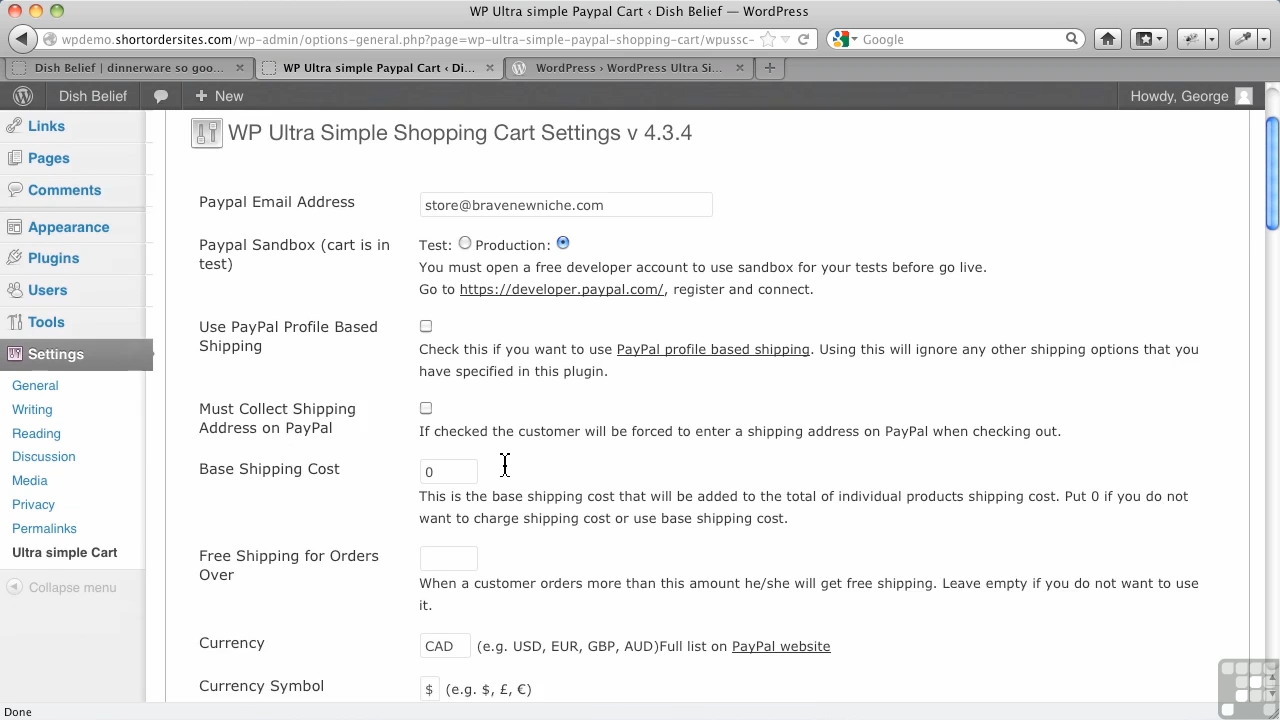 WP Ultra simple Paypal Cart ‹ Dish Belief — WordPress
wpdemo.shortordersites.com/wp-admin/options-general.php?page=wp-ultra-simple-paypal-shopping-cart/wpussc-
Google
Dish Belief | dinnerware so goo...
WP Ultra simple Paypal Cart ‹ Di...
WordPress › WordPress Ultra Si...
Dish Belief
+ New
Howdy, George
Links
Pages
Comments
Appearance
Plugins
Users
Tools
Settings
General
Writing
Reading
Discussion
Media
Privacy
Permalinks
Ultra simple Cart
Collapse menu
WP Ultra Simple Shopping Cart Settings v 4.3.4
Paypal Email Address
store@bravenewniche.com
Paypal Sandbox (cart is in
test)
Test: Production:
You must open a free developer account to use sandbox for your tests before go live.
Go to https://developer.paypal.com/, register and connect.
Use PayPal Profile Based
Shipping
Check this if you want to use PayPal profile based shipping. Using this will ignore any other shipping options that you
have specified in this plugin.
Must Collect Shipping
Address on PayPal
If checked the customer will be forced to enter a shipping address on PayPal when checking out.
Base Shipping Cost
0
This is the base shipping cost that will be added to the total of individual products shipping cost. Put 0 if you do not
want to charge shipping cost or use base shipping cost.
Free Shipping for Orders
Over
When a customer orders more than this amount he/she will get free shipping. Leave empty if you do not want to use
it.
Currency
CAD (e.g. USD, EUR, GBP, AUD)Full list on PayPal website
Currency Symbol
$ (e.g. $, £, €)
Done